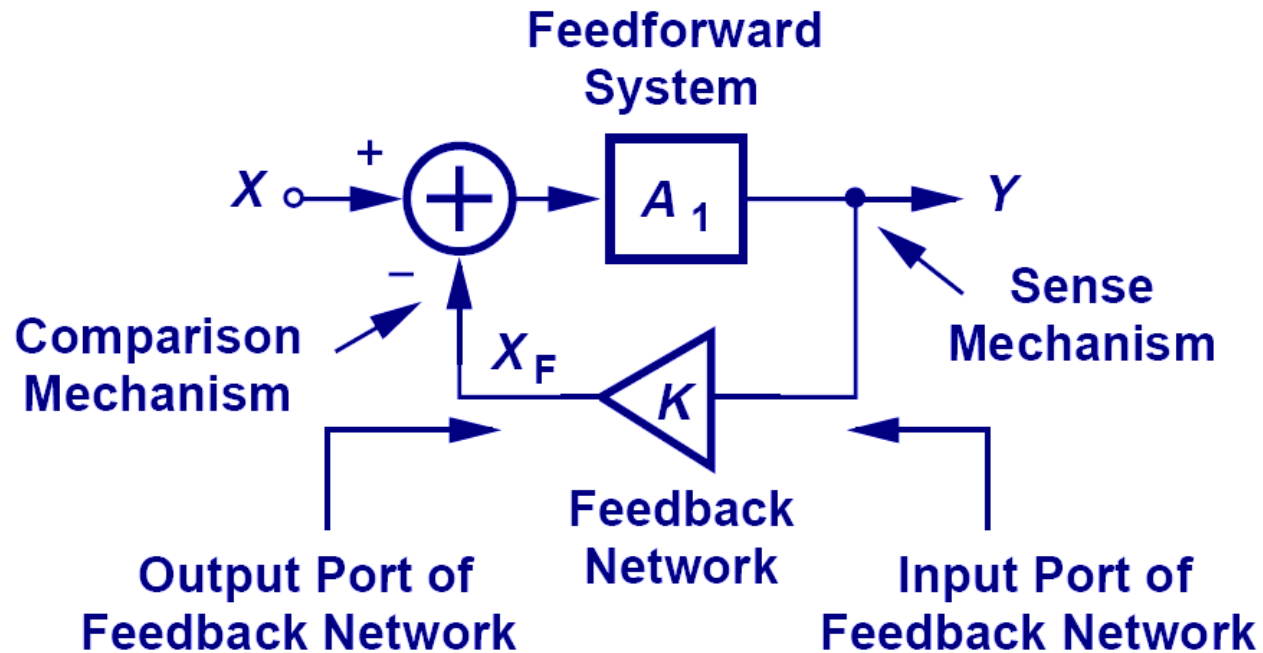 Feedforward
System
+
X
A 1
Y
−
Sense
Mechanism
Comparison
Mechanism
X F
K
Feedback
Network
Output Port of
Feedback Network
Input Port of
Feedback Network